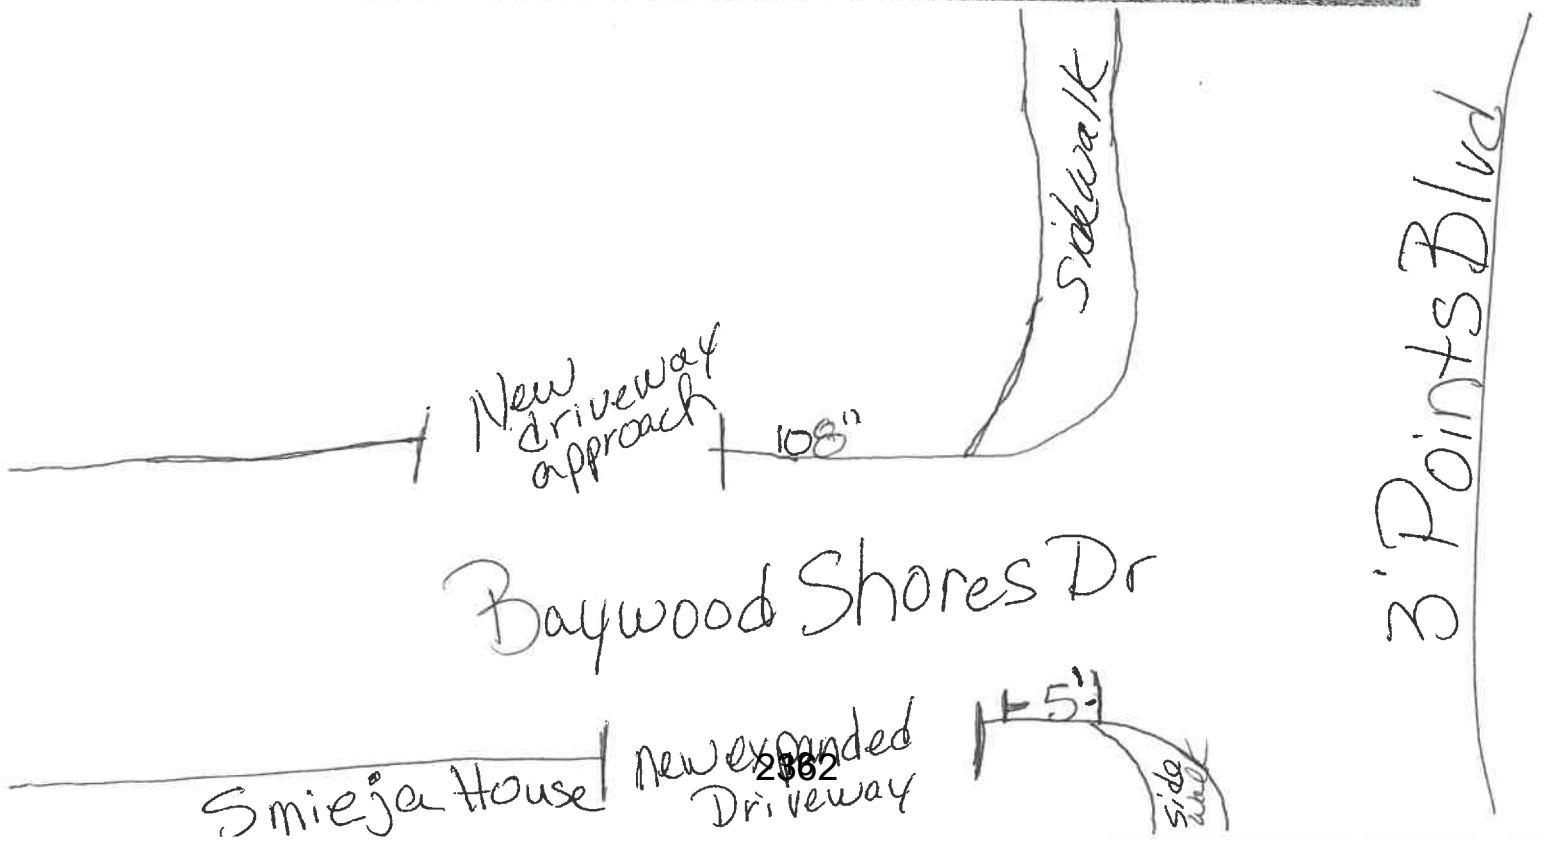 Sidewalk
3 Points Blvd
New
driveway
approach
108"
Baywood Shores Dr
5'
new expanded
Driveway
Smieja House
Side
walk